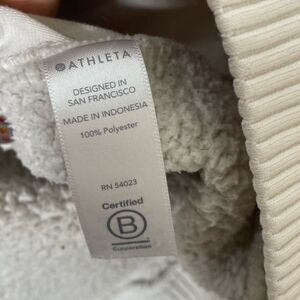 ATHLETA
DESIGNED IN
SAN FRANCISCO
MADE IN INDONESIA
100% Polyester
RN 54023
Certified
B
Corporation